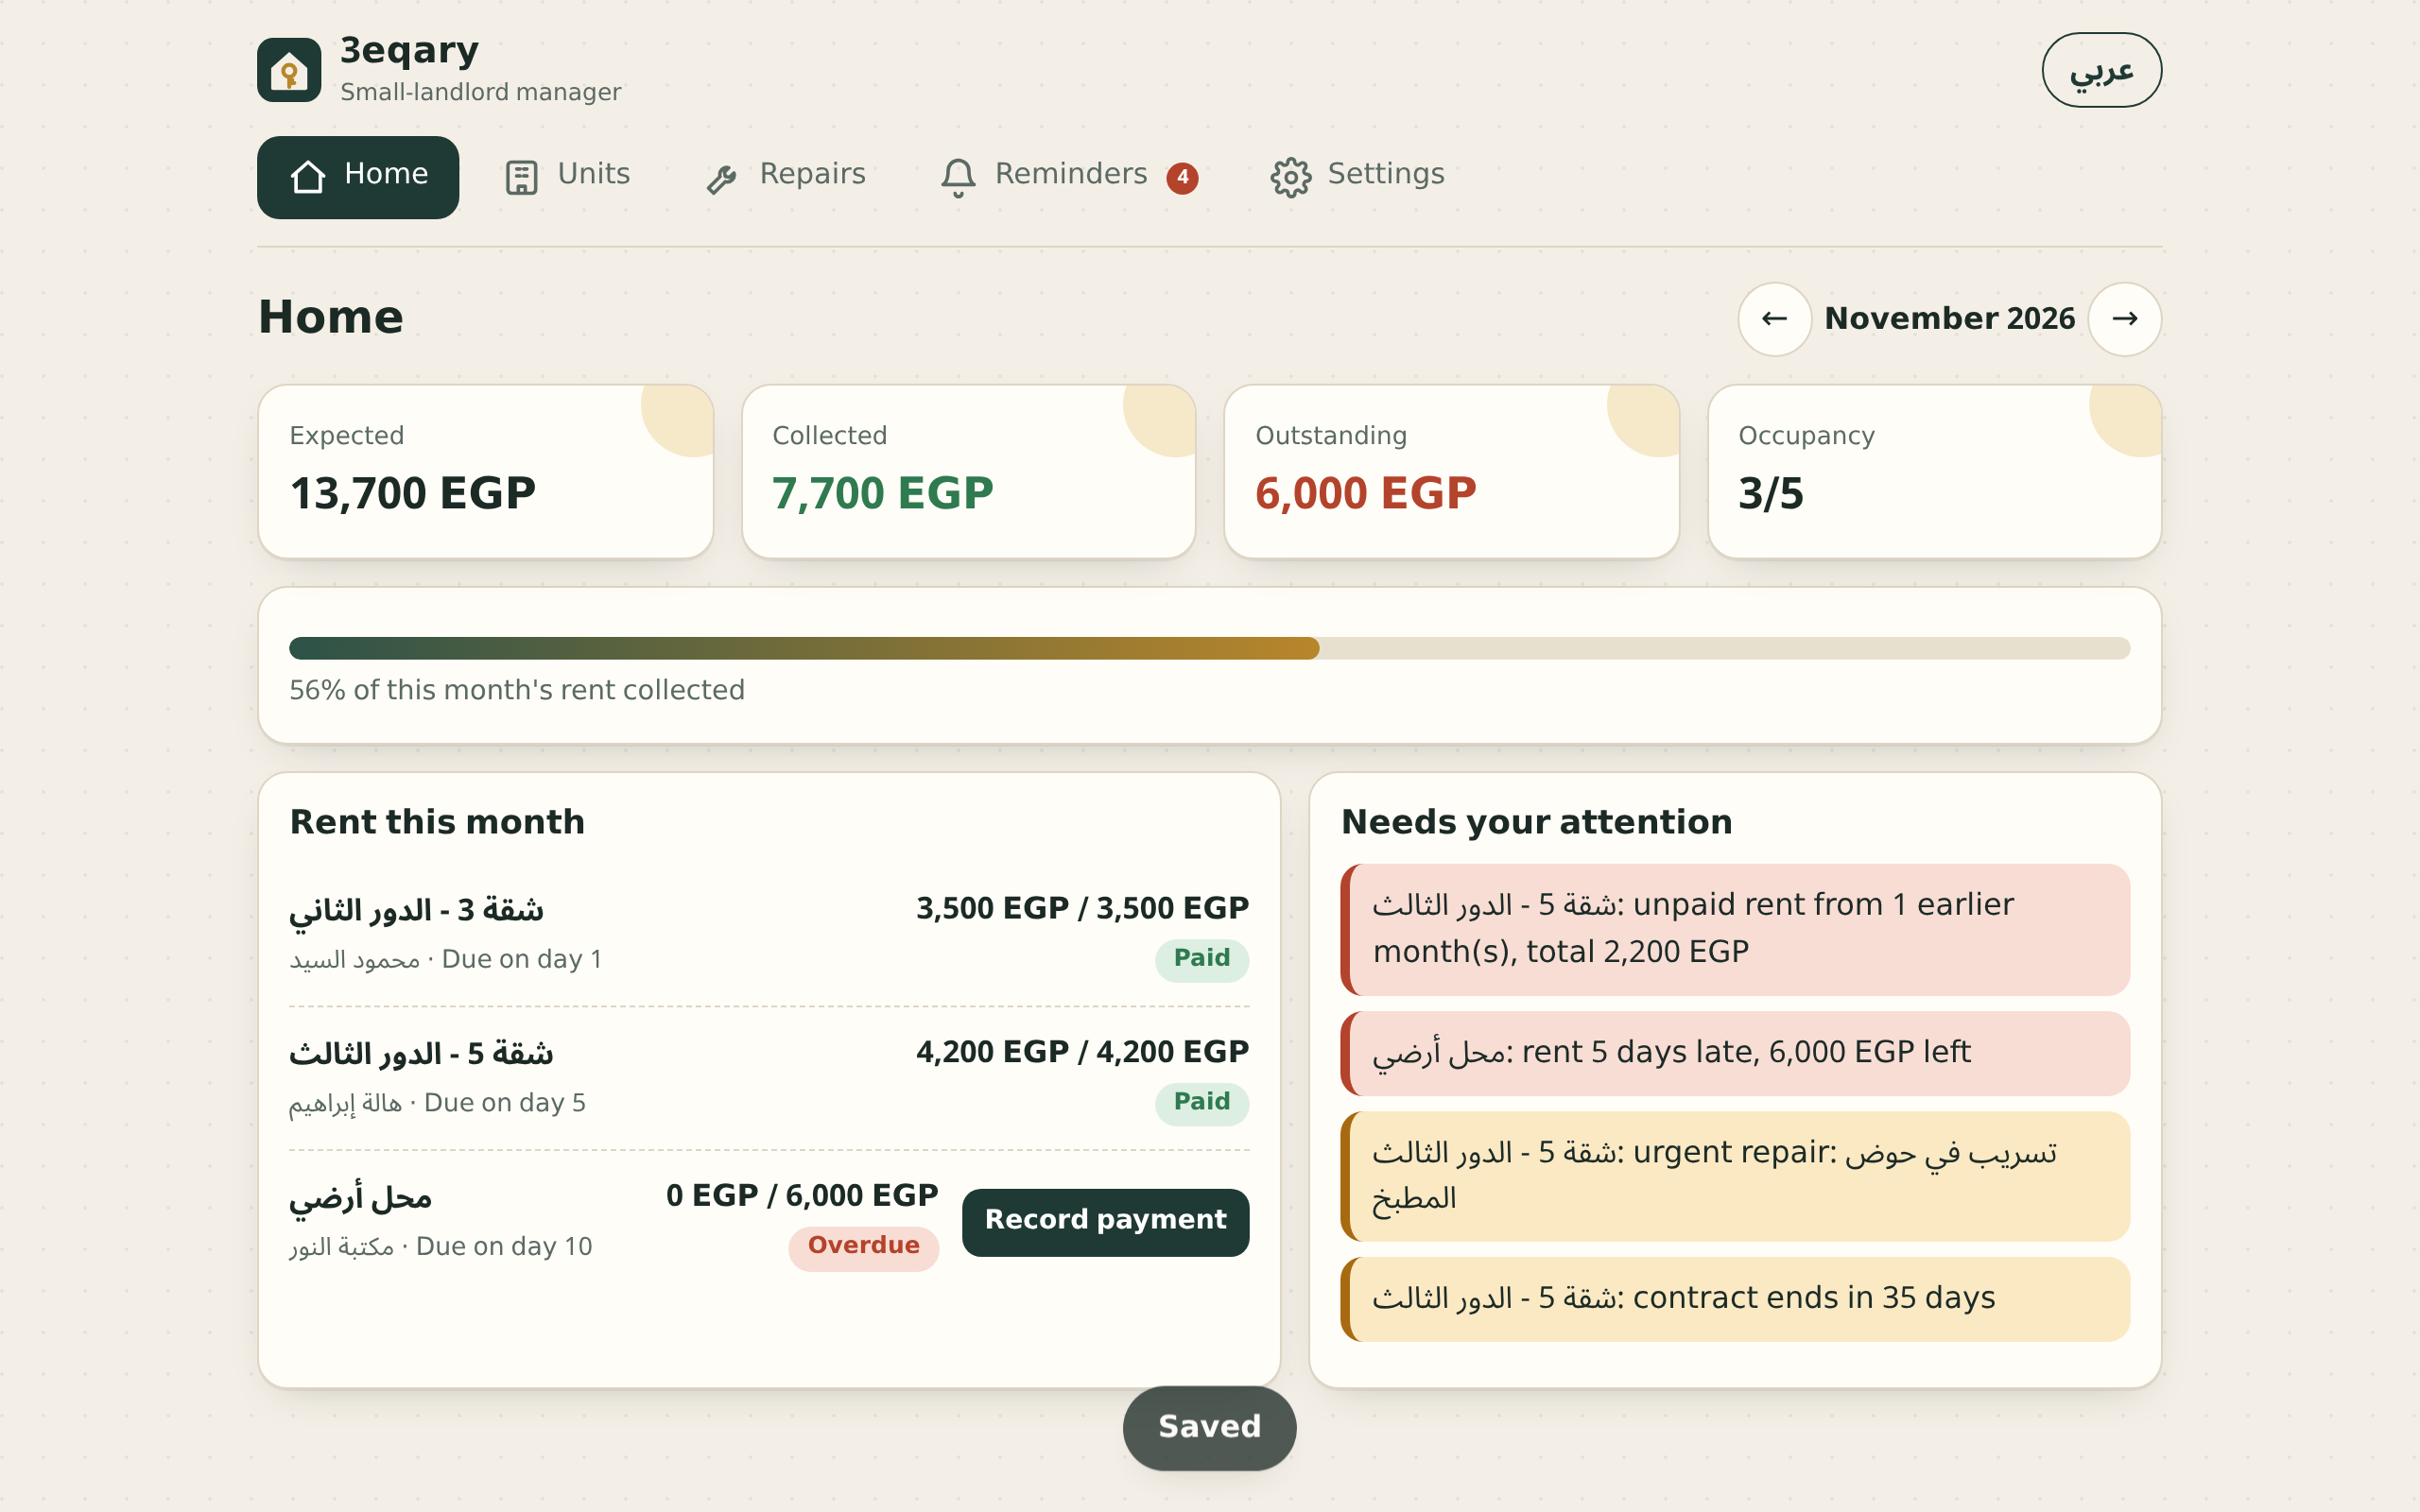 3eqary
Small-landlord manager
عربي
Home
Units
Repairs
Reminders 4
Settings
Home
← November 2026 →
Expected
13,700 EGP
Collected
7,700 EGP
Outstanding
6,000 EGP
Occupancy
3/5
56% of this month's rent collected
Rent this month
شقة 3 - الدور الثاني
محمود السيد · Due on day 1
3,500 EGP / 3,500 EGP
Paid
شقة 5 - الدور الثالث
هالة إبراهيم · Due on day 5
4,200 EGP / 4,200 EGP
Paid
محل أرضي
مكتبة النور · Due on day 10
0 EGP / 6,000 EGP
Overdue
Record payment
Needs your attention
شقة 5 - الدور الثالث: unpaid rent from 1 earlier
month(s), total 2,200 EGP
محل أرضي: rent 5 days late, 6,000 EGP left
شقة 5 - الدور الثالث: urgent repair: تسريب في حوض
المطبخ
شقة 5 - الدور الثالث: contract ends in 35 days
Saved